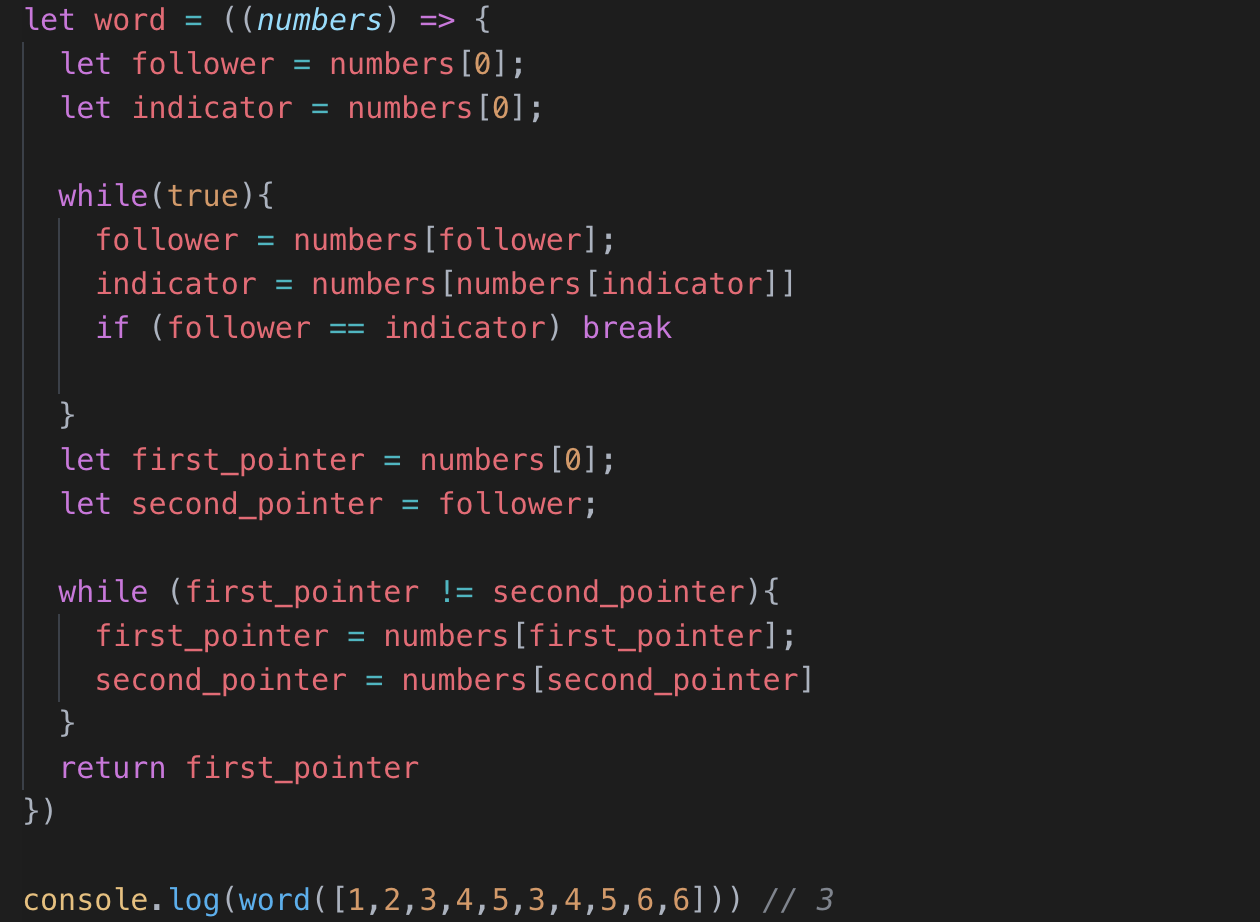 let word = ((numbers) => {
  let follower = numbers[0];
  let indicator = numbers[0];
  while(true){
    follower = numbers[follower];
    indicator = numbers[numbers[indicator]]
    if (follower == indicator) break
  }
  let first_pointer = numbers[0];
  let second_pointer = follower;
  while (first_pointer != second_pointer){
    first_pointer = numbers[first_pointer];
    second_pointer = numbers[second_pointer]
  }
  return first_pointer
})
console.log(word([1,2,3,4,5,3,4,5,6,6])) // 3